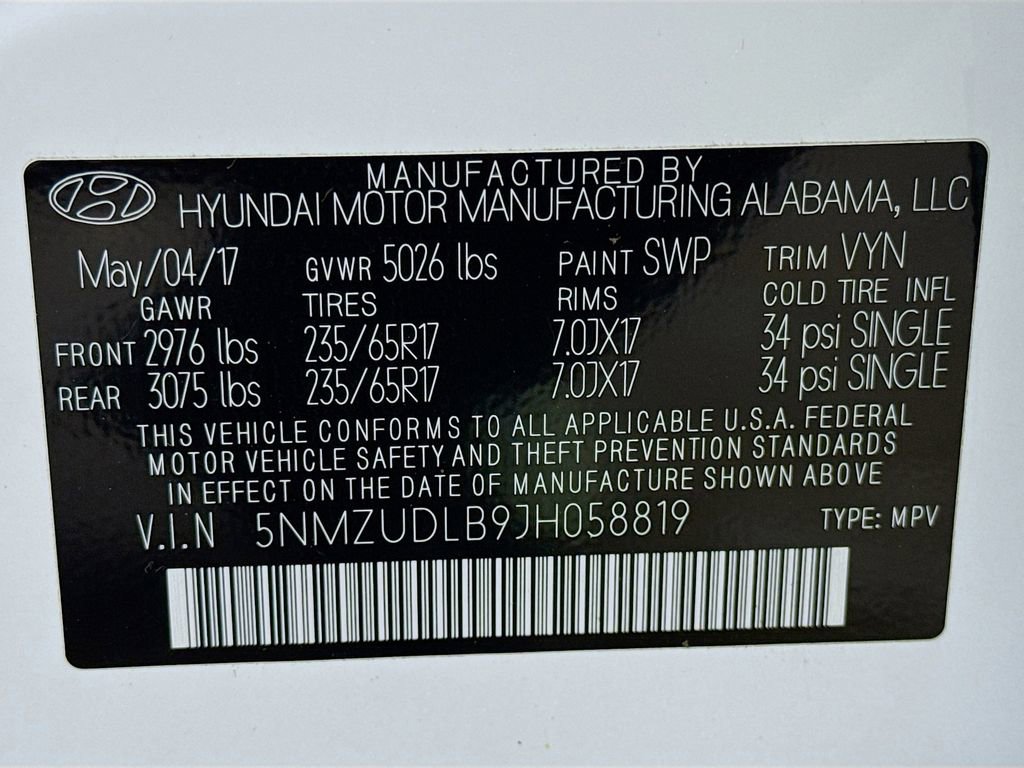 MANUFACTURED BY
HYUNDAI MOTOR MANUFACTURING ALABAMA, LLC
May/04/17 GVWR 5026 lbs PAINT SWP TRIM VYN
GAWR TIRES RIMS COLD TIRE INFL
FRONT 2976 lbs 235/65R17 7.0JX17 34 psi SINGLE
REAR 3075 lbs 235/65R17 7.0JX17 34 psi SINGLE
THIS VEHICLE CONFORMS TO ALL APPLICABLE U.S.A. FEDERAL
MOTOR VEHICLE SAFETY AND THEFT PREVENTION STANDARDS
IN EFFECT ON THE DATE OF MANUFACTURE SHOWN ABOVE
V.I.N 5NMZUDLB9JH058819 TYPE: MPV